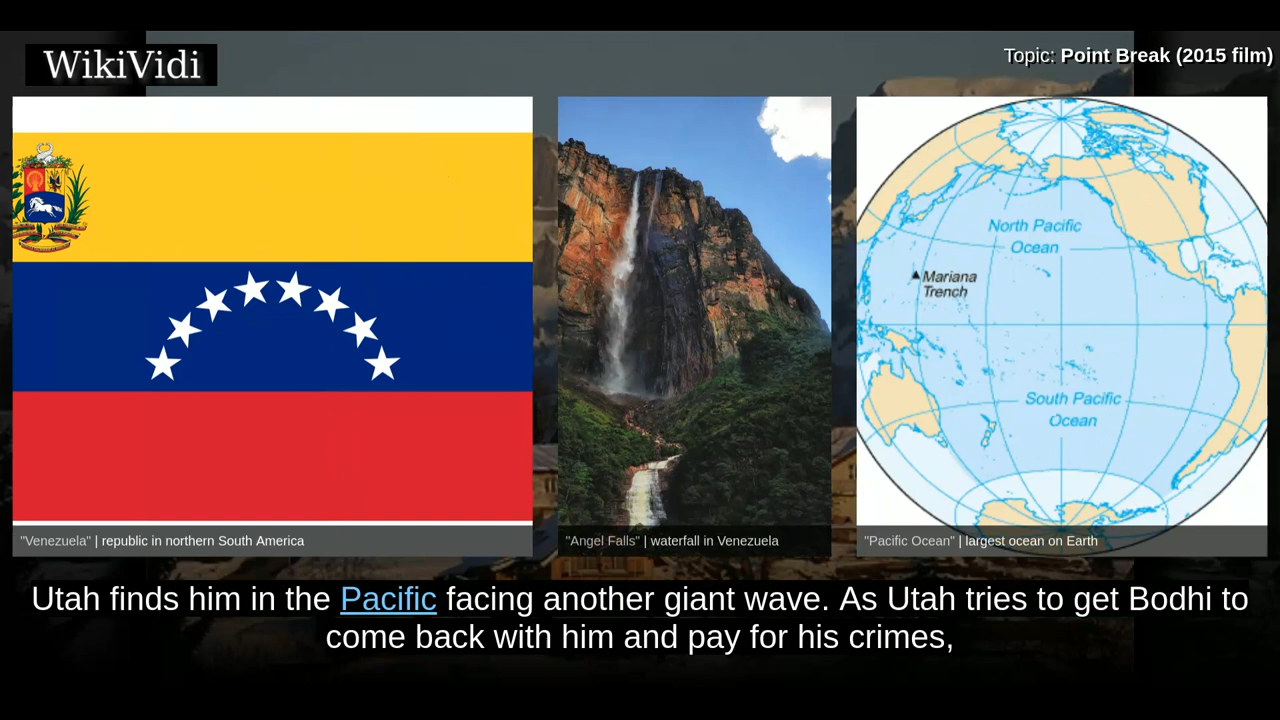 WikiVidi
Topic: Point Break (2015 film)
North Pacific
Ocean
Mariana
Trench
South Pacific
Ocean
"Venezuela" | republic in northern South America
"Angel Falls" | waterfall in Venezuela
"Pacific Ocean" | largest ocean on Earth
Utah finds him in the Pacific facing another giant wave. As Utah tries to get Bodhi to
come back with him and pay for his crimes,